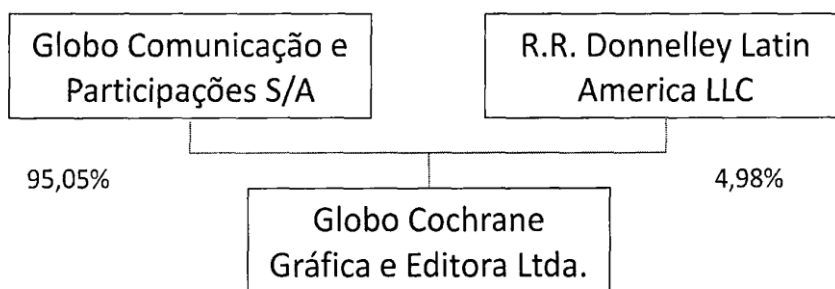 Globo Comunicação e
Participações S/A
R.R. Donnelley Latin
America LLC
95,05%
4,98%
Globo Cochrane
Gráfica e Editora Ltda.